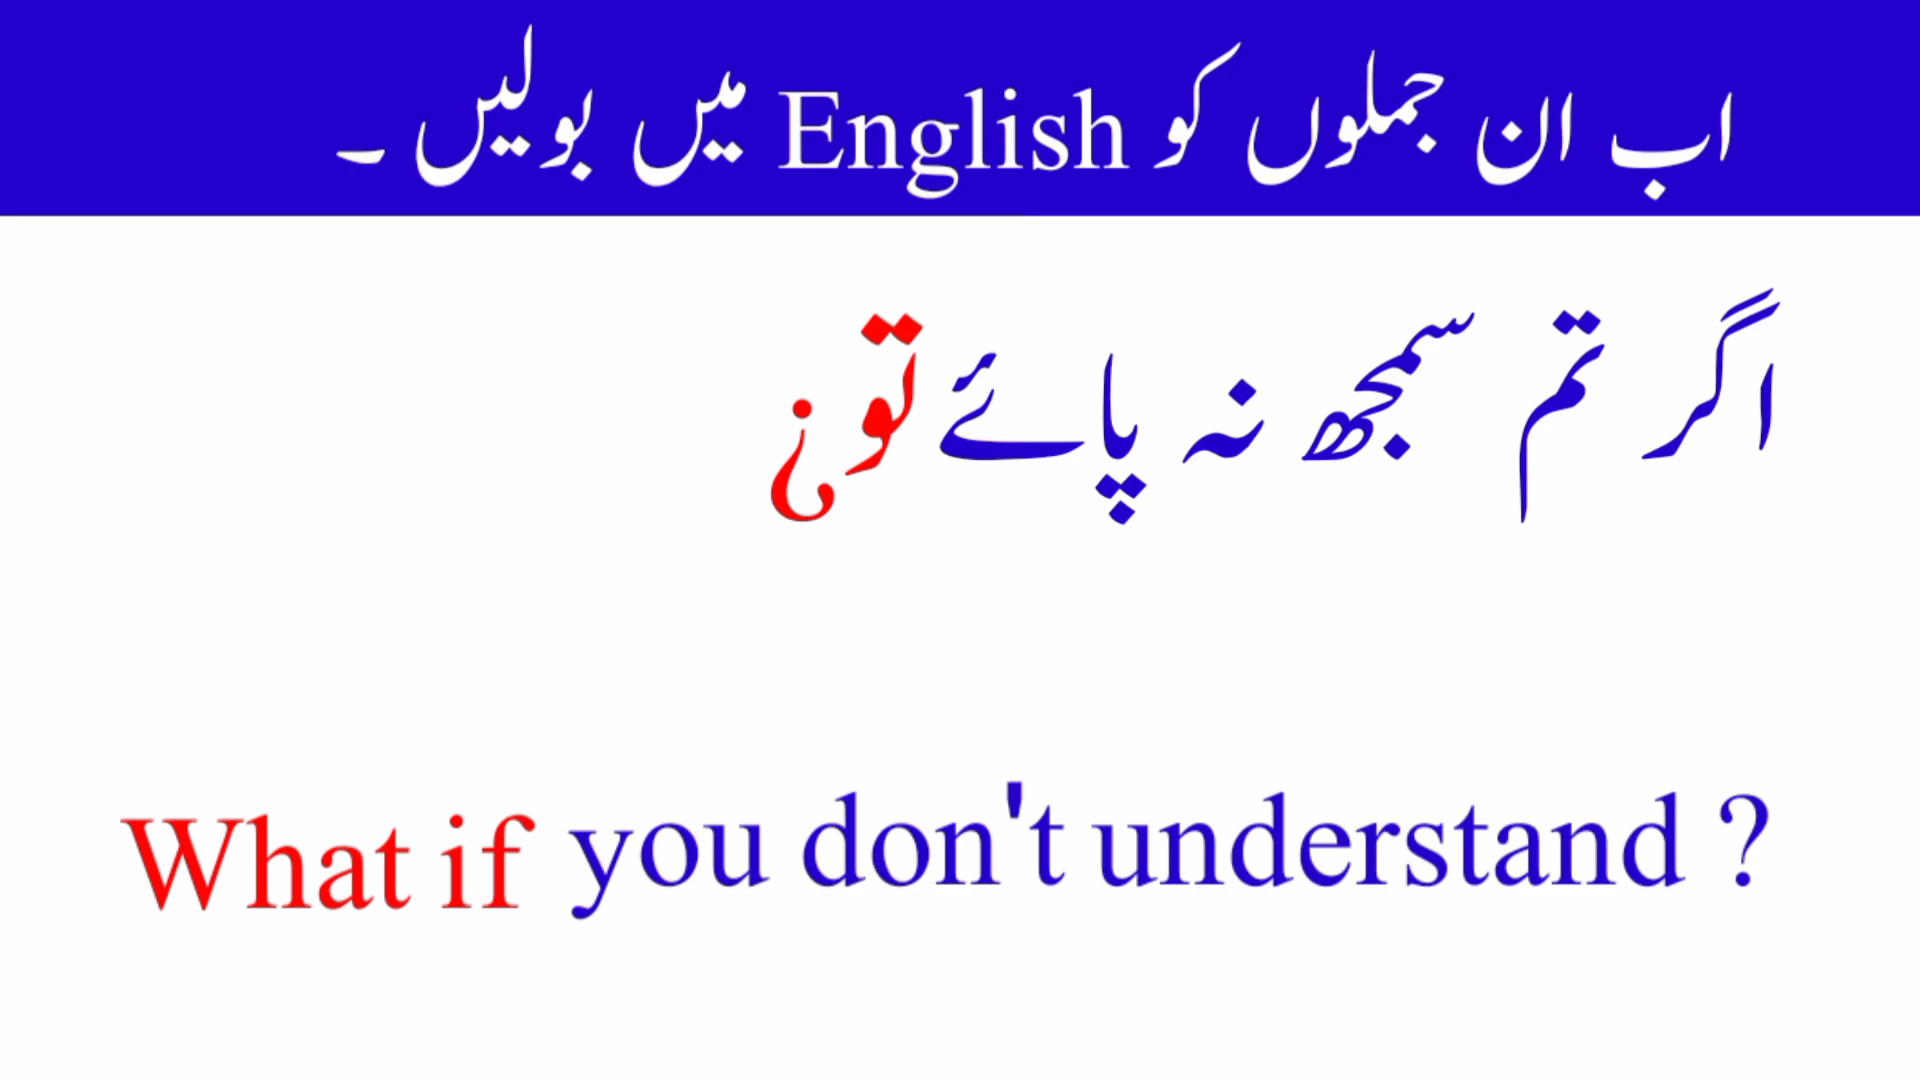 اب ان جملوں کو English میں بولیں ۔
اگر تم سمجھ نہ پائے تو ¿
What if you don't understand ?